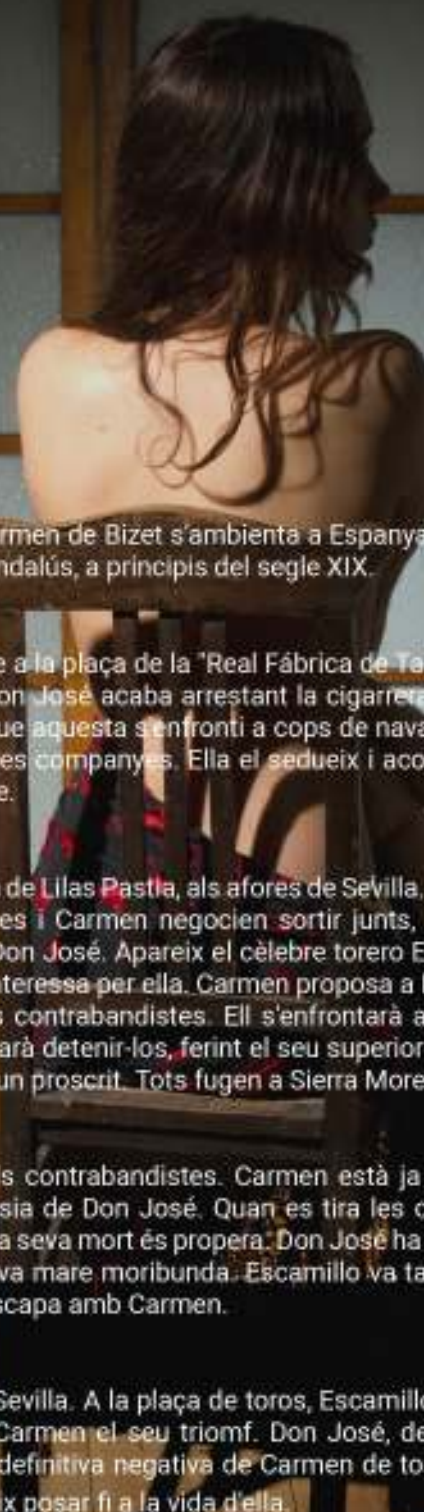 rmen de Bizet s'ambienta a Espanya
ndalús, a principis del segle XIX.
e a la plaça de la "Real Fábrica de Ta
on José acaba arrestant la cigarrera
ue aquesta s'enfronti a cops de nava
es companyes. Ella el sedueix i aco
e.
de Lilas Pastia, als afores de Sevilla.
es i Carmen negocien sortir junts,
Don José. Apareix el cèlebre torero E
nteressa per ella. Carmen proposa a
s contrabandistes. Ell s'enfrontarà a
arà detenir-los, ferint el seu superior
un proscrit. Tots fugen a Sierra More
s contrabandistes. Carmen està ja
sia de Don José. Quan es tira les c
a seva mort és propera. Don José ha
va mare moribunda. Escamillo va ta
scapa amb Carmen.
Sevilla. A la plaça de toros, Escamillo
Carmen el seu triomf. Don José, de
definitiva negativa de Carmen de to
ix posar fi a la vida d'ella.